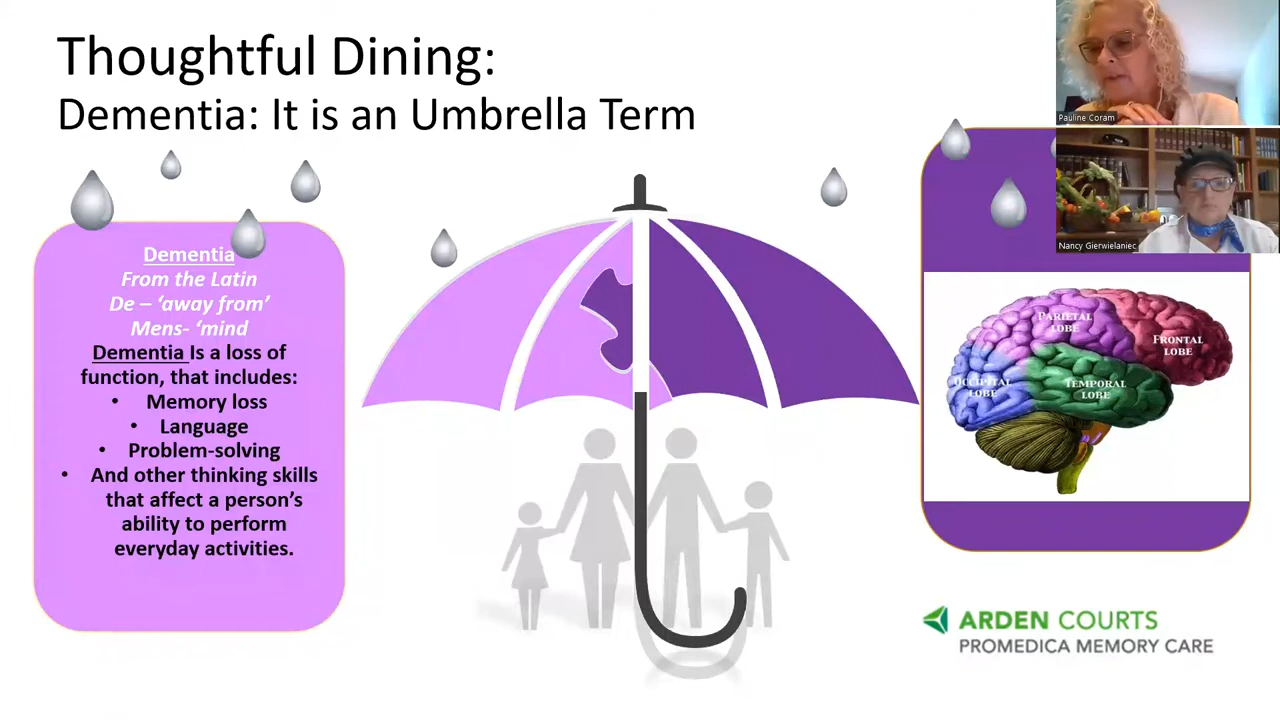 Thoughtful Dining:
Dementia: It is an Umbrella Term
Dementia
From the Latin
De – ‘away from’
Mens- ‘mind
Dementia Is a loss of
function, that includes:
• Memory loss
• Language
• Problem-solving
• And other thinking skills
that affect a person’s
ability to perform
everyday activities.
Pauline Coram
Nancy Gierwielaniec
PARIETAL
LOBE
FRONTAL
LOBE
OCCIPITAL
LOBE
TEMPORAL
LOBE
ARDEN COURTS
PROMEDICA MEMORY CARE